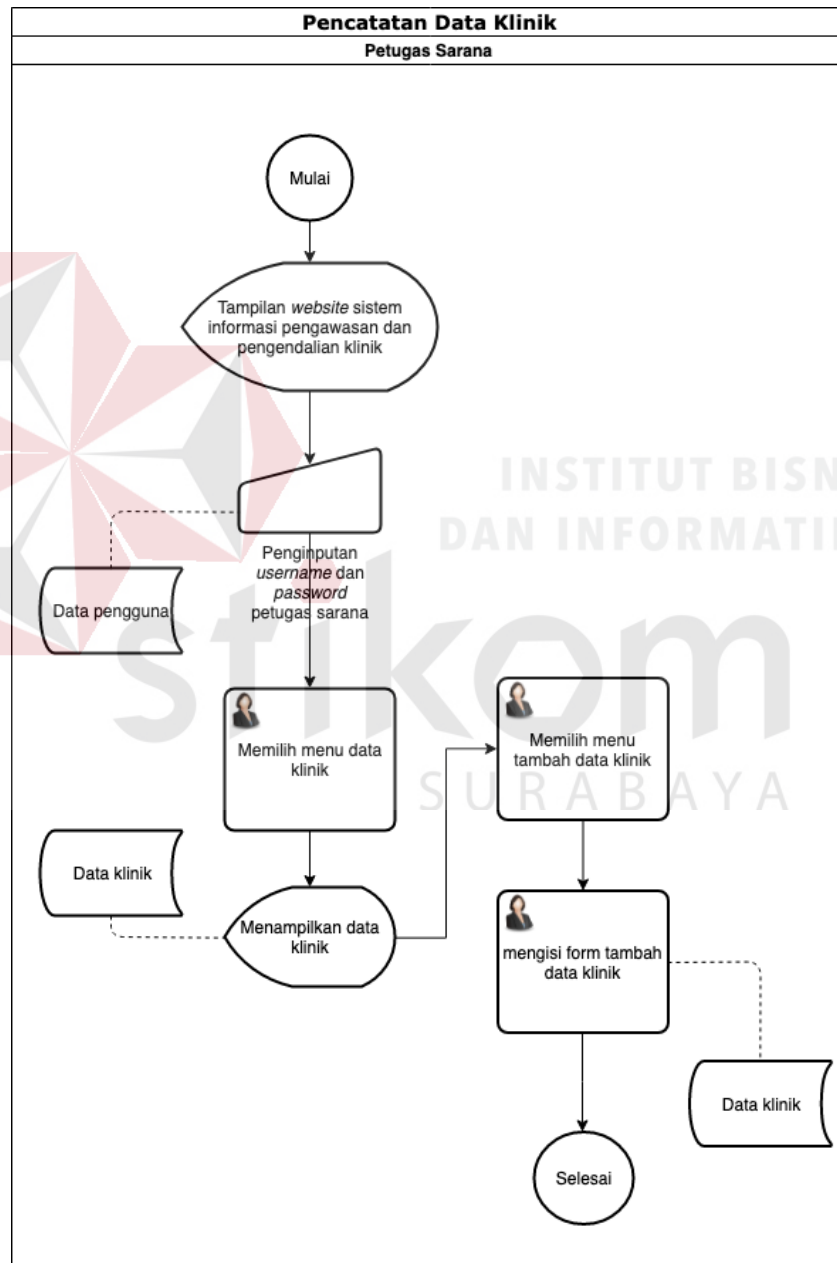 Pencatatan Data Klinik
Petugas Sarana
Mulai
Tampilan website sistem
informasi pengawasan dan
pengendalian klinik
INSTITUT BISN
DAN INFORMATI
Penginputan
username dan
password
petugas sarana
Data pengguna
stikom
SURABAYA
Memilih menu data
klinik
Memilih menu
tambah data klinik
Data klinik
Menampilkan data
klinik
mengisi form tambah
data klinik
Data klinik
Selesai